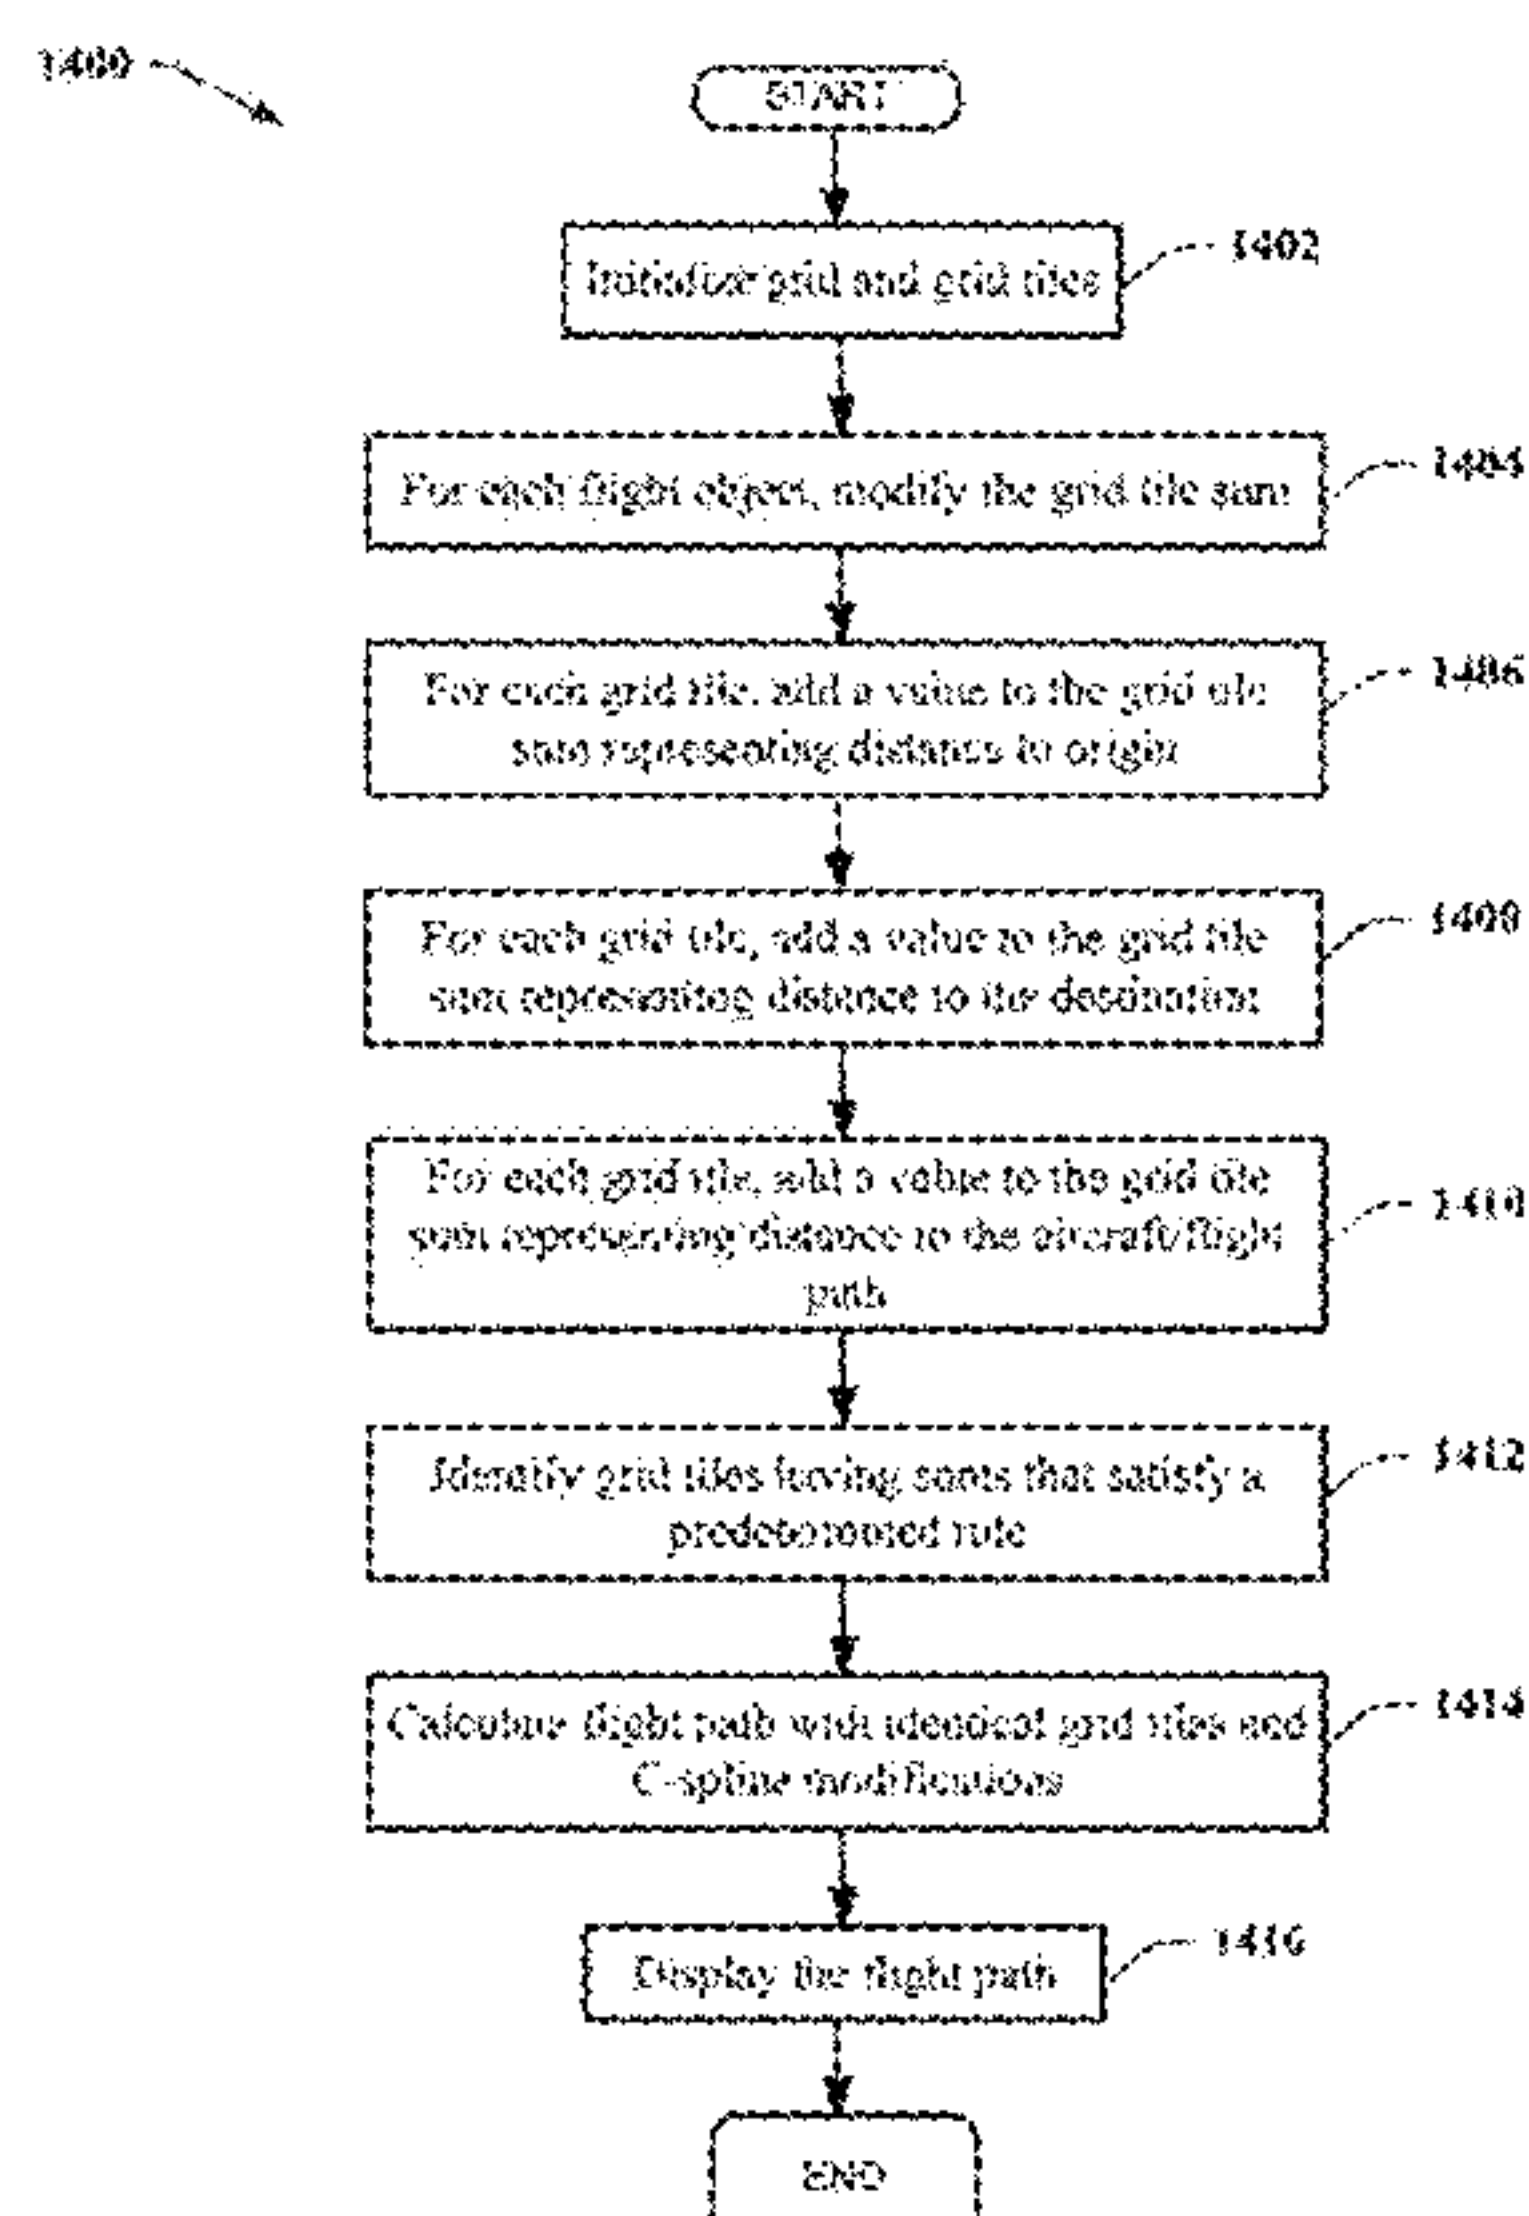 1400
START
Initialize grid and grid tiles
1402
For each flight object, modify the grid tile sum
1404
For each grid tile, add a value to the grid tile
sum representing distance to origin
1406
For each grid tile, add a value to the grid tile
sum representing distance to the destination
1408
For each grid tile, add a value to the grid tile
sum representing distance to the aircraft/flight
path
1410
Identify grid tiles having sums that satisfy a
predetermined rule
1412
Calculate flight path with identical grid tiles and
C-spline modifications
1414
Display the flight path
1416
END